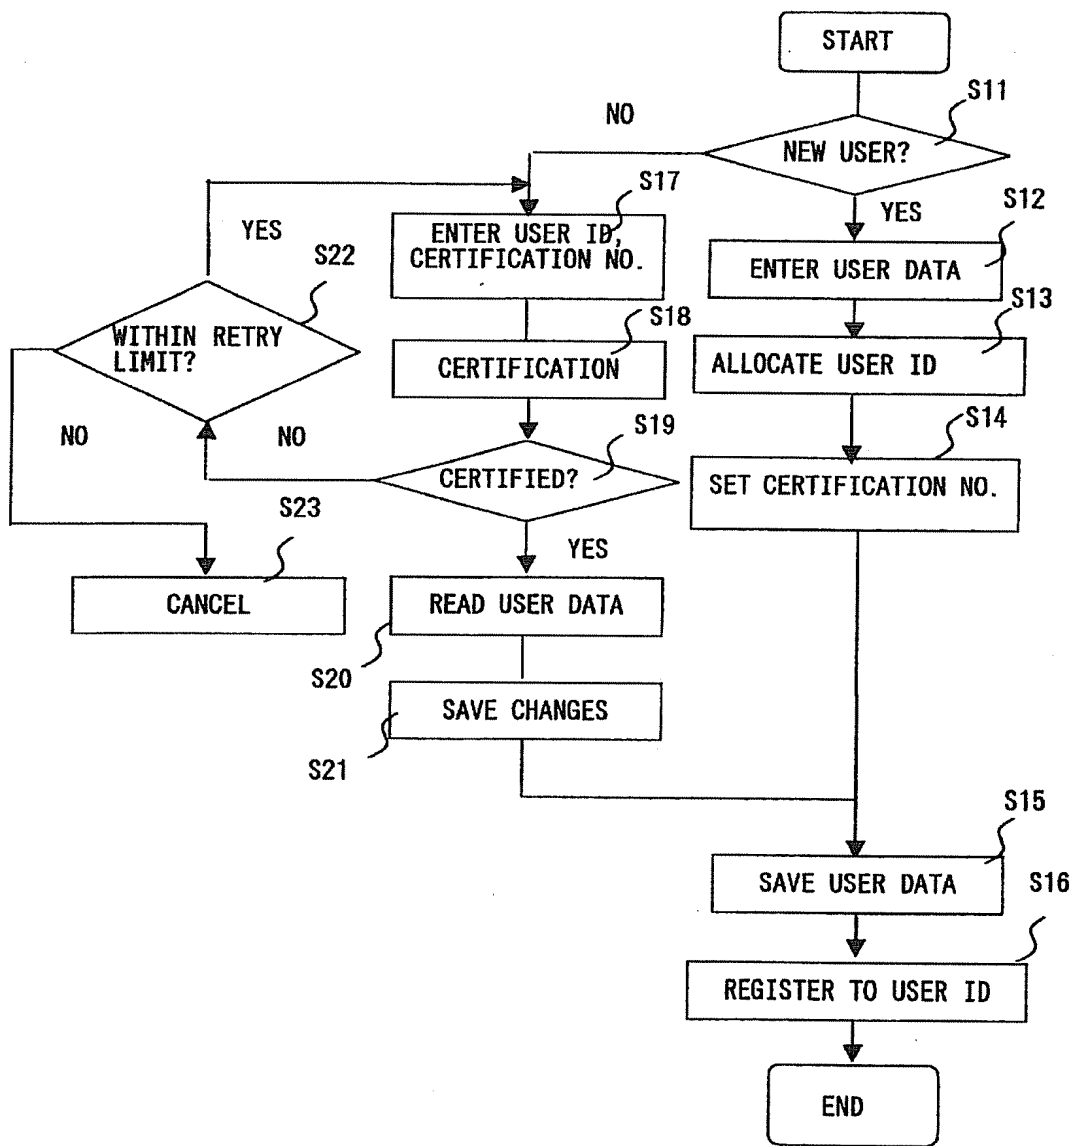 START
S11
NO
NEW USER?
S17
S12
YES
YES
ENTER USER ID,
CERTIFICATION NO.
S22
ENTER USER DATA
S13
S18
WITHIN RETRY
LIMIT?
CERTIFICATION
ALLOCATE USER ID
S14
NO
NO
S19
CERTIFIED?
SET CERTIFICATION NO.
S23
YES
CANCEL
READ USER DATA
S20
SAVE CHANGES
S21
S15
SAVE USER DATA
S16
REGISTER TO USER ID
END